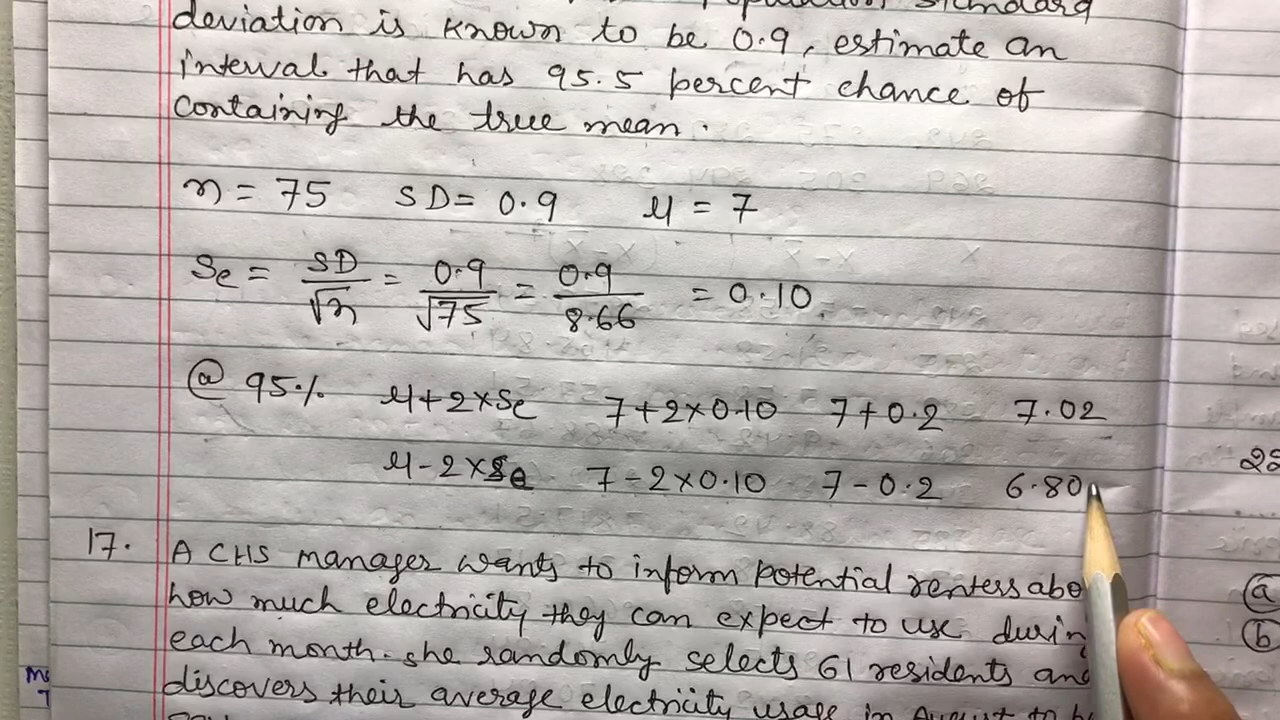 standard
deviation is known to be 0.9, estimate an
interval that has 95.5 percent chance of
containing the true mean.
n = 75 SD = 0.9 μ = 7
Se = SD/√n = 0.9/√75 = 0.9/8.66 = 0.10
@ 95% μ+2×Se 7+2×0.10 7+0.2 7.02
μ-2×Se 7-2×0.10 7-0.2 6.80
17. A CHS manager wants to inform potential renters abo
how much electricity they can expect to use durin
each month. she randomly selects 61 residents and
discovers their average electricity usage in August to be
22
(a)
(b)